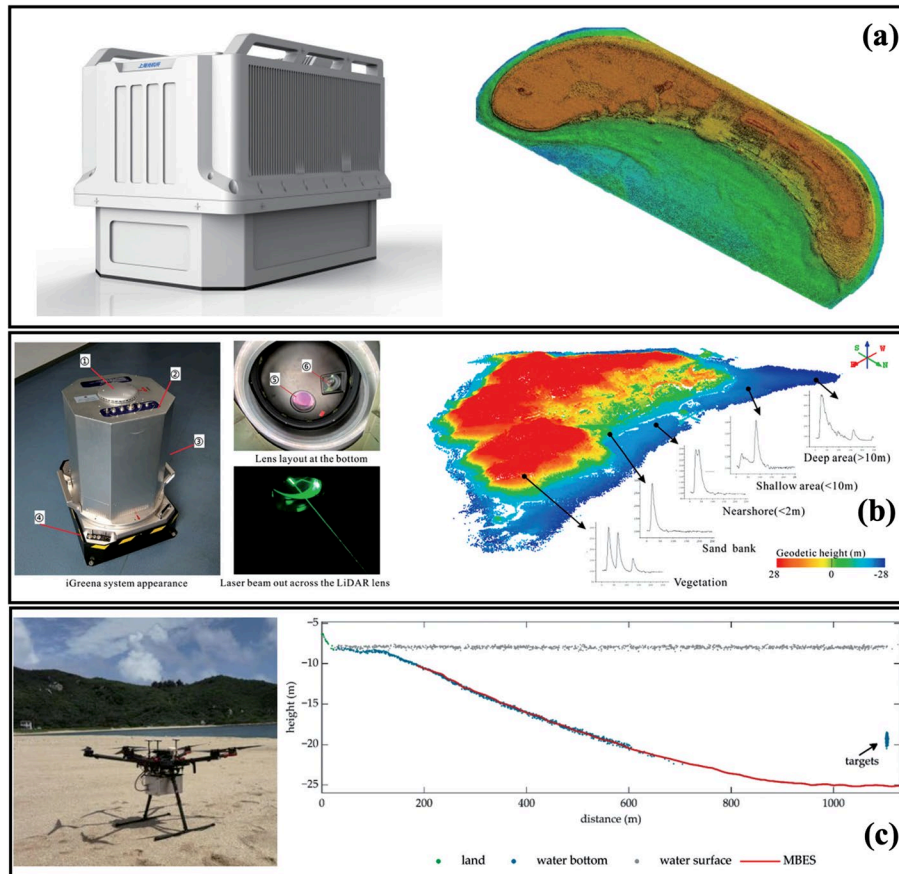 (a)
①
②
③
④
⑤
⑥
Lens layout at the bottom
iGreena system appearance
Laser beam out across the LiDAR lens
S
W
N
Deep area(>10m)
Shallow area(<10m)
Nearshore(<2m)
Sand bank
Vegetation
Geodetic height (m)
28 0 -28
(b)
−5
−10
−15
−20
−25
height (m)
0 200 400 600 800 1000
distance (m)
targets
land water bottom water surface MBES
(c)